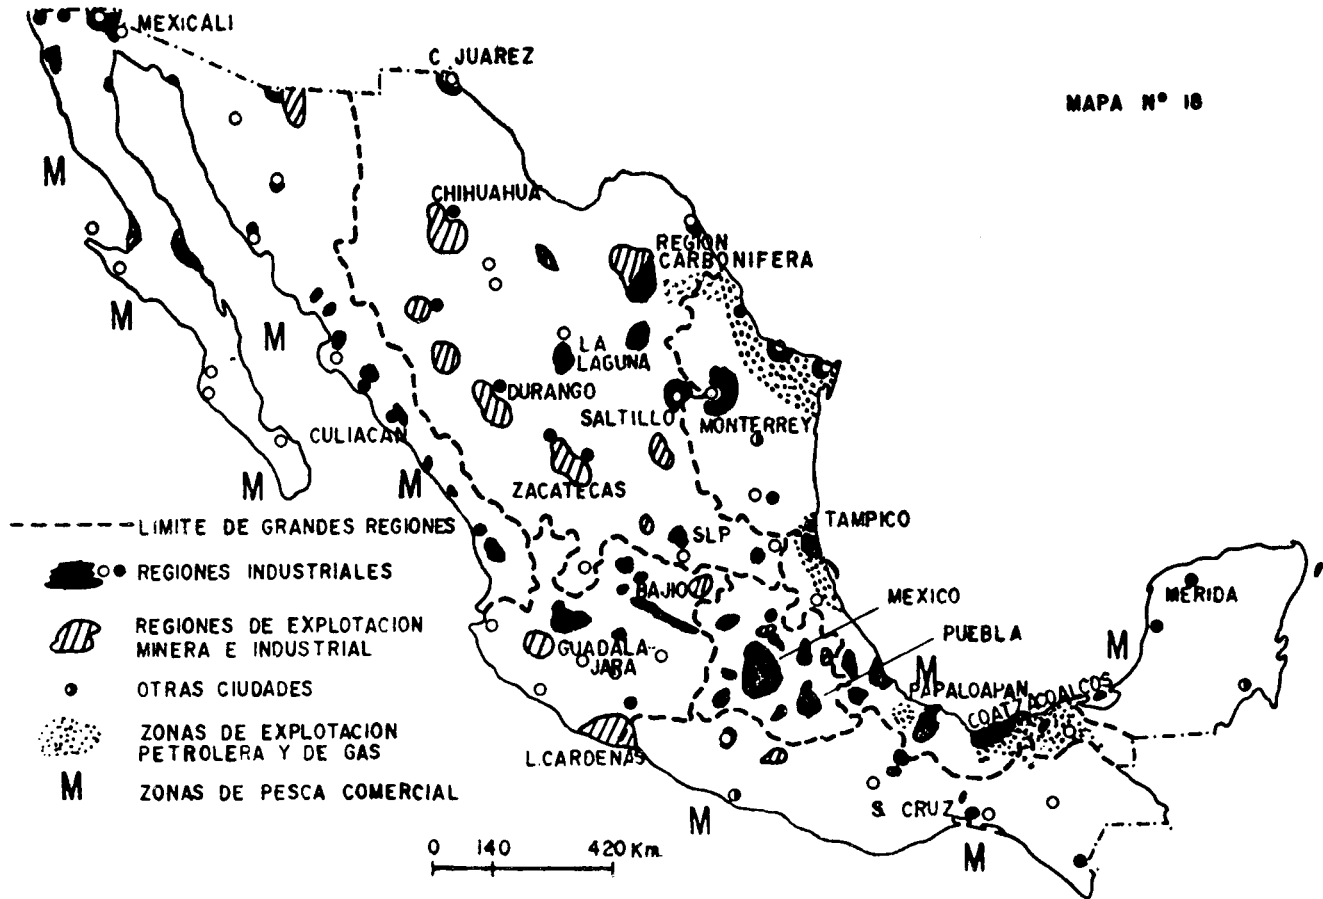 MEXICALI
C. JUAREZ
MAPA Nº 18
M
CHIHUAHUA
REGION
CARBONIFERA
M
M
LA
LAGUNA
DURANGO
SALTILLO
MONTERREY
CULIACAN
M
M
ZACATECAS
LIMITE DE GRANDES REGIONES
TAMPICO
SLP
REGIONES INDUSTRIALES
BAJIO
MEXICO
MERIDA
REGIONES DE EXPLOTACION
MINERA E INDUSTRIAL
PUEBLA
GUADALA-
JARA
M
M
OTRAS CIUDADES
PAPALOAPAN
COATZACOALCOS
ZONAS DE EXPLOTACION
PETROLERA Y DE GAS
L. CARDENAS
M
ZONAS DE PESCA COMERCIAL
S. CRUZ
M
M
0 140 420 Km.